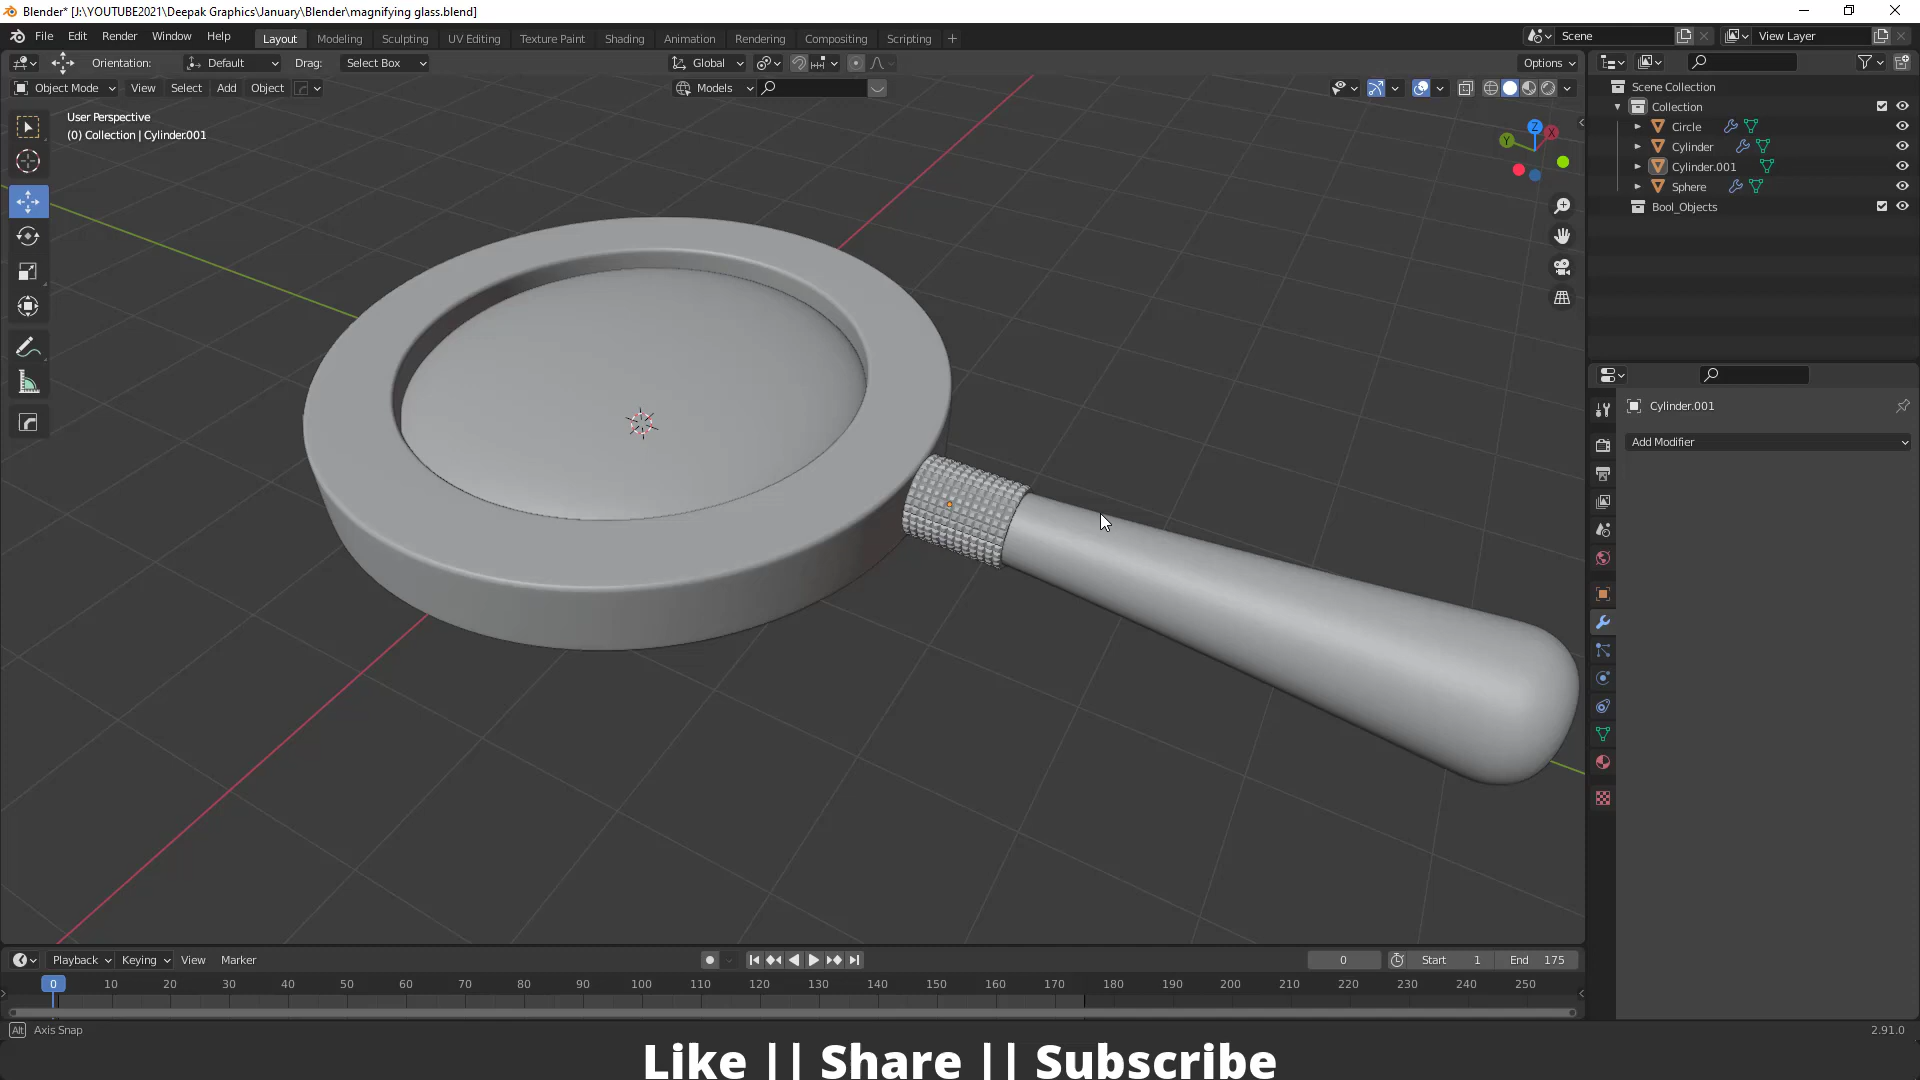 Blender* [J:\YOUTUBE2021\Deepak Graphics\January\Blender\magnifying glass.blend]
File Edit Render Window Help Layout Modeling Sculpting UV Editing Texture Paint Shading Animation Rendering Compositing Scripting + Scene View Layer
Orientation: Default Drag: Select Box Global Options
Object Mode View Select Add Object Models
User Perspective
(0) Collection | Cylinder.001
Z
X
Y
Scene Collection
Collection
Circle
Cylinder
Cylinder.001
Sphere
Bool_Objects
Cylinder.001
Add Modifier
Playback Keying View Marker 0 Start 1 End 175
0 10 20 30 40 50 60 70 80 90 100 110 120 130 140 150 160 170 180 190 200 210 220 230 240 250
Alt Axis Snap 2.91.0
Like || Share || Subscribe